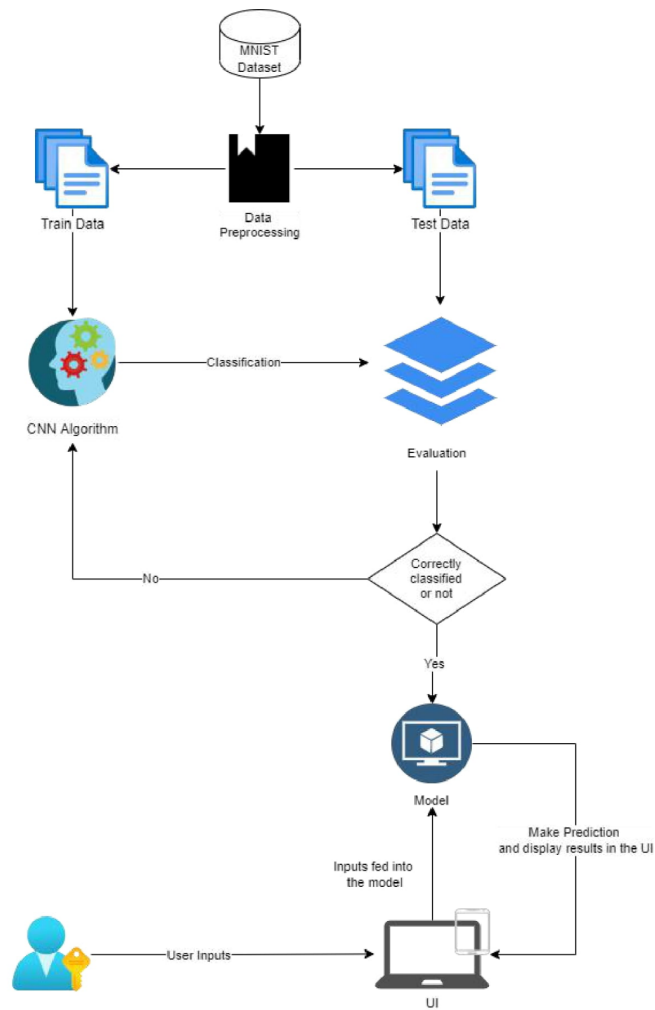 MNIST
Dataset
Train Data
Data
Preprocessing
Test Data
Classification
CNN Algorithm
Evaluation
Correctly
classified
or not
No
Yes
Model
Make Prediction
and display results in the UI
Inputs fed into
the model
User Inputs
UI